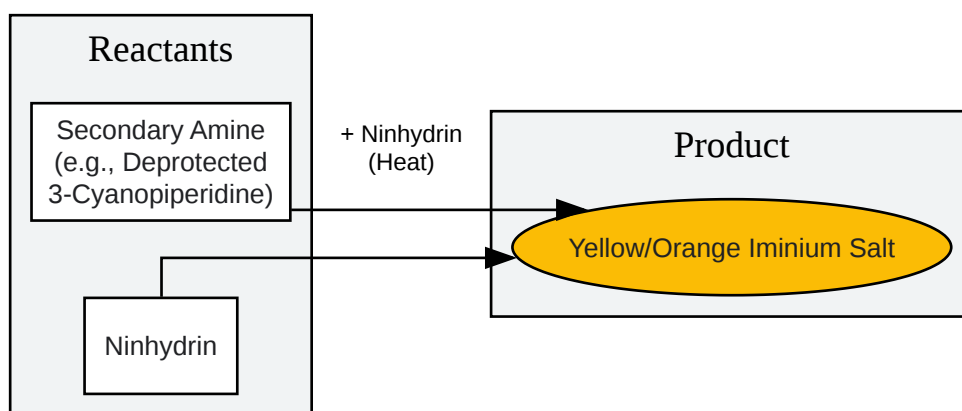 Reactants
Secondary Amine
(e.g., Deprotected
3-Cyanopiperidine)
Ninhydrin
+ Ninhydrin
(Heat)
Product
Yellow/Orange Iminium Salt